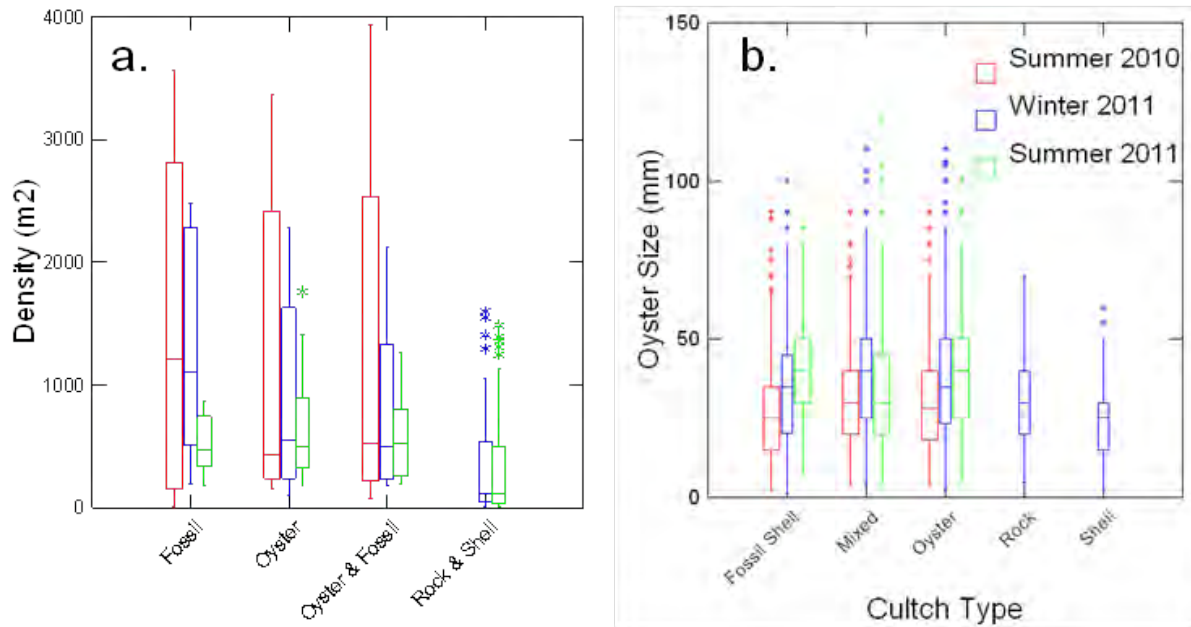 a.
Density (m2)
4000
3000
2000
1000
0
Fossil
Oyster
Oyster & Fossil
Rock & Shell
b.
Summer 2010
Winter 2011
Summer 2011
Oyster Size (mm)
150
100
50
0
Fossil Shell
Mixed
Oyster
Rock
Shell
Cultch Type